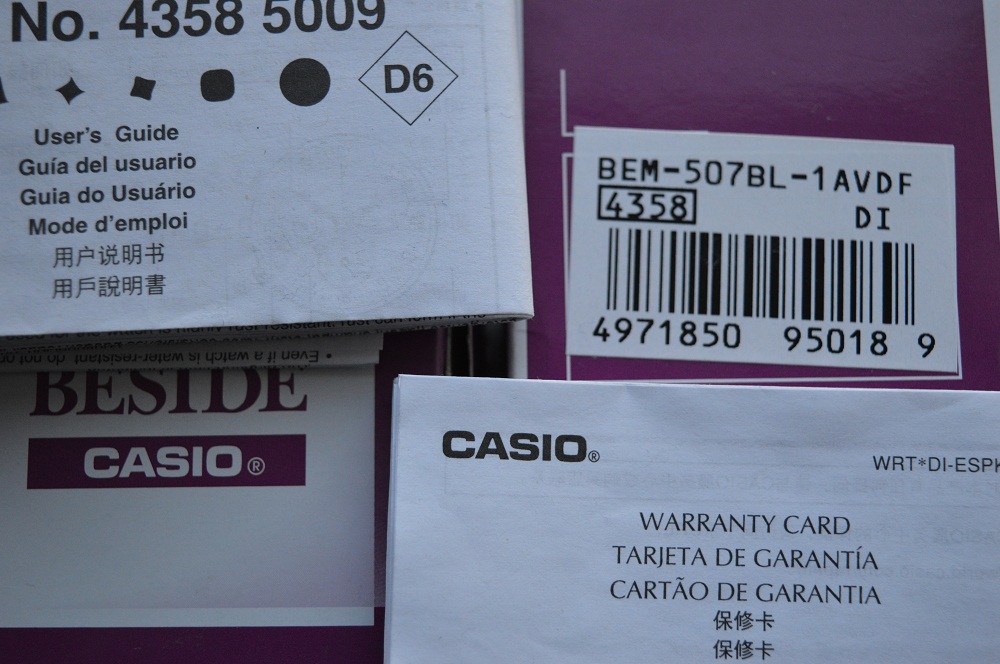 No. 4358 5009
D6
User's Guide
Guía del usuario
Guia do Usuário
Mode d'emploi
用户说明书
用戶說明書
BEM-507BL-1AVDF
4358
DI
4971850 95018 9
• Even if a watch is water-resistant, do not
BESIDE
CASIO®
CASIO®
WRT*DI-ESPK
WARRANTY CARD
TARJETA DE GARANTÍA
CARTÃO DE GARANTIA
保修卡
保修卡